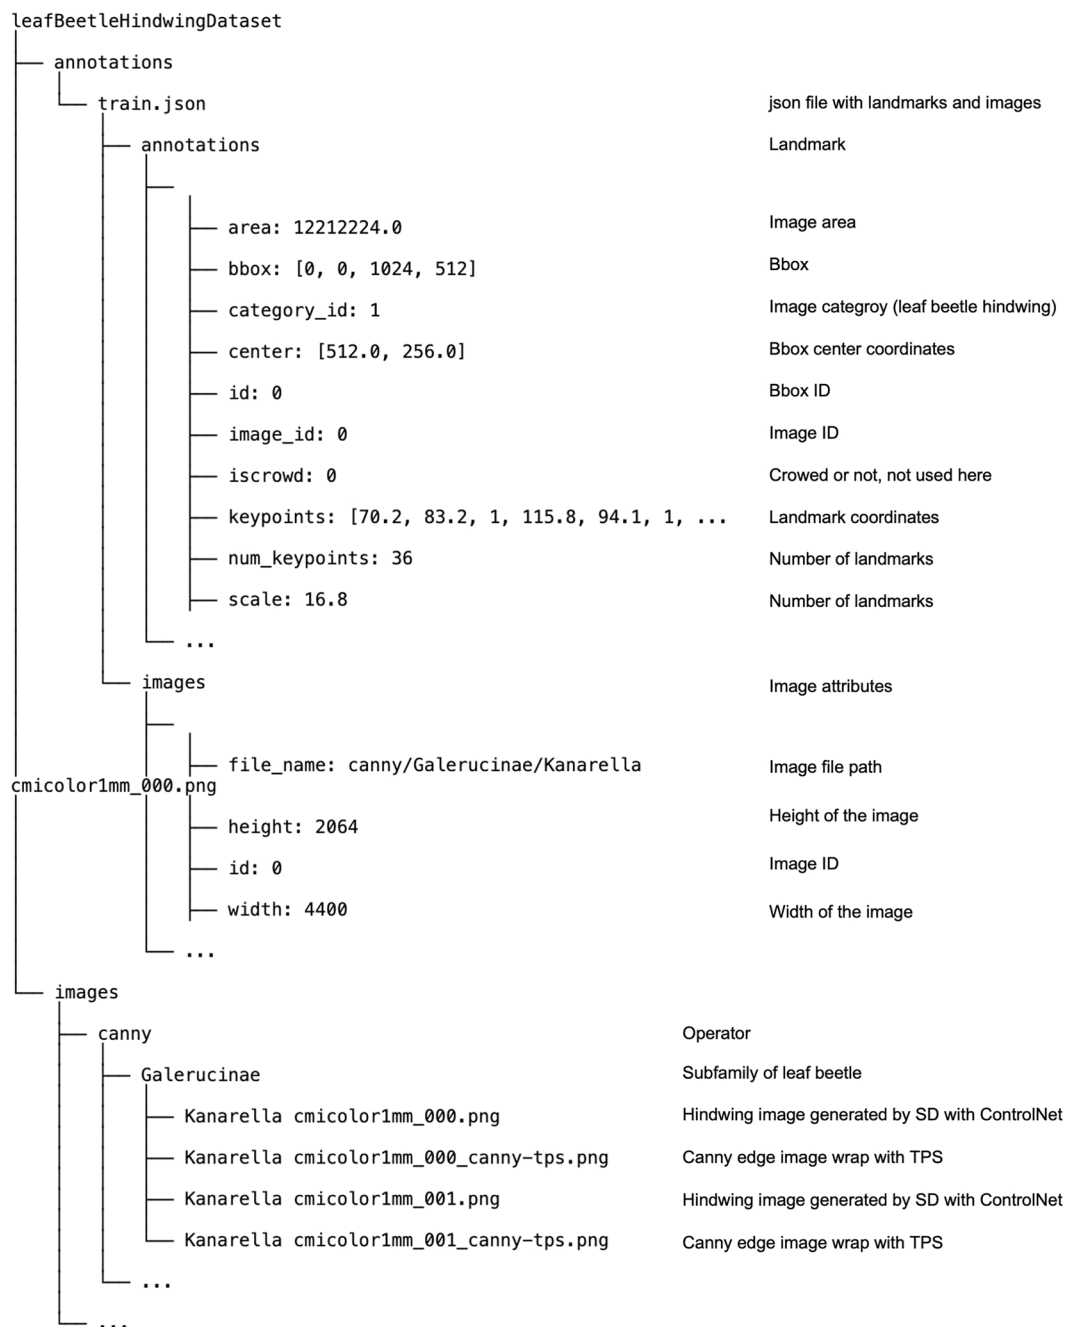 leafBeetleHindwingDataset
annotations
train.json json file with landmarks and images
annotations Landmark
area: 12212224.0 Image area
bbox: [0, 0, 1024, 512] Bbox
category_id: 1 Image categroy (leaf beetle hindwing)
center: [512.0, 256.0] Bbox center coordinates
id: 0 Bbox ID
image_id: 0 Image ID
iscrowd: 0 Crowed or not, not used here
keypoints: [70.2, 83.2, 1, 115.8, 94.1, 1, ... Landmark coordinates
num_keypoints: 36 Number of landmarks
scale: 16.8 Number of landmarks
...
images Image attributes
file_name: canny/Galerucinae/Kanarella Image file path
cmicolor1mm_000.png
height: 2064 Height of the image
id: 0 Image ID
width: 4400 Width of the image
...
images
canny Operator
Galerucinae Subfamily of leaf beetle
Kanarella cmicolor1mm_000.png Hindwing image generated by SD with ControlNet
Kanarella cmicolor1mm_000_canny-tps.png Canny edge image wrap with TPS
Kanarella cmicolor1mm_001.png Hindwing image generated by SD with ControlNet
Kanarella cmicolor1mm_001_canny-tps.png Canny edge image wrap with TPS
...
...